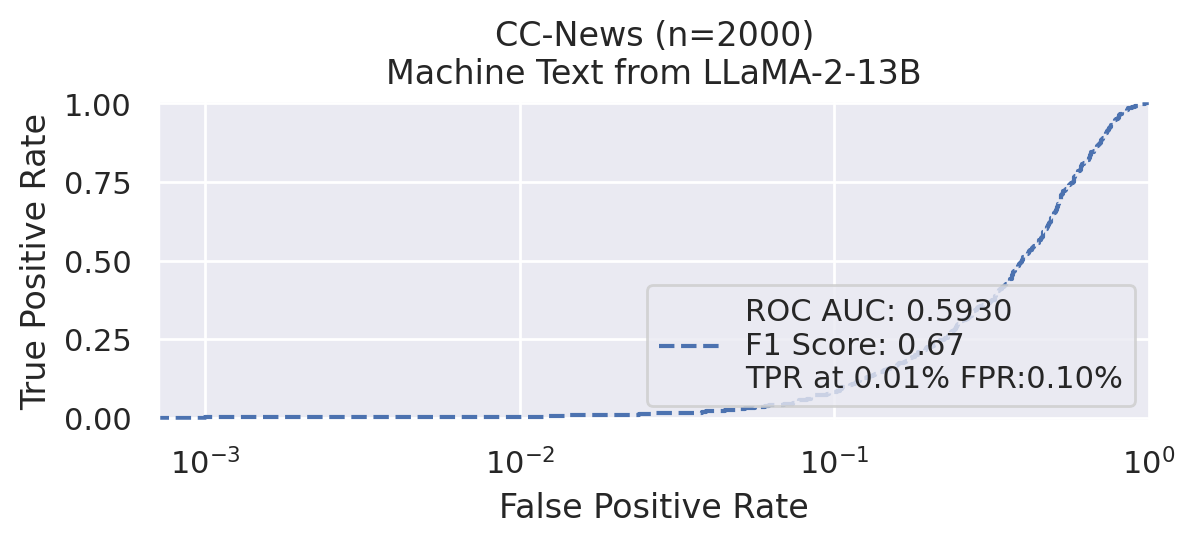 CC-News (n=2000)
Machine Text from LLaMA-2-13B
True Positive Rate
1.00
0.75
0.50
0.25
0.00
ROC AUC: 0.5930
F1 Score: 0.67
TPR at 0.01% FPR:0.10%
10⁻³ 10⁻² 10⁻¹ 10⁰
False Positive Rate